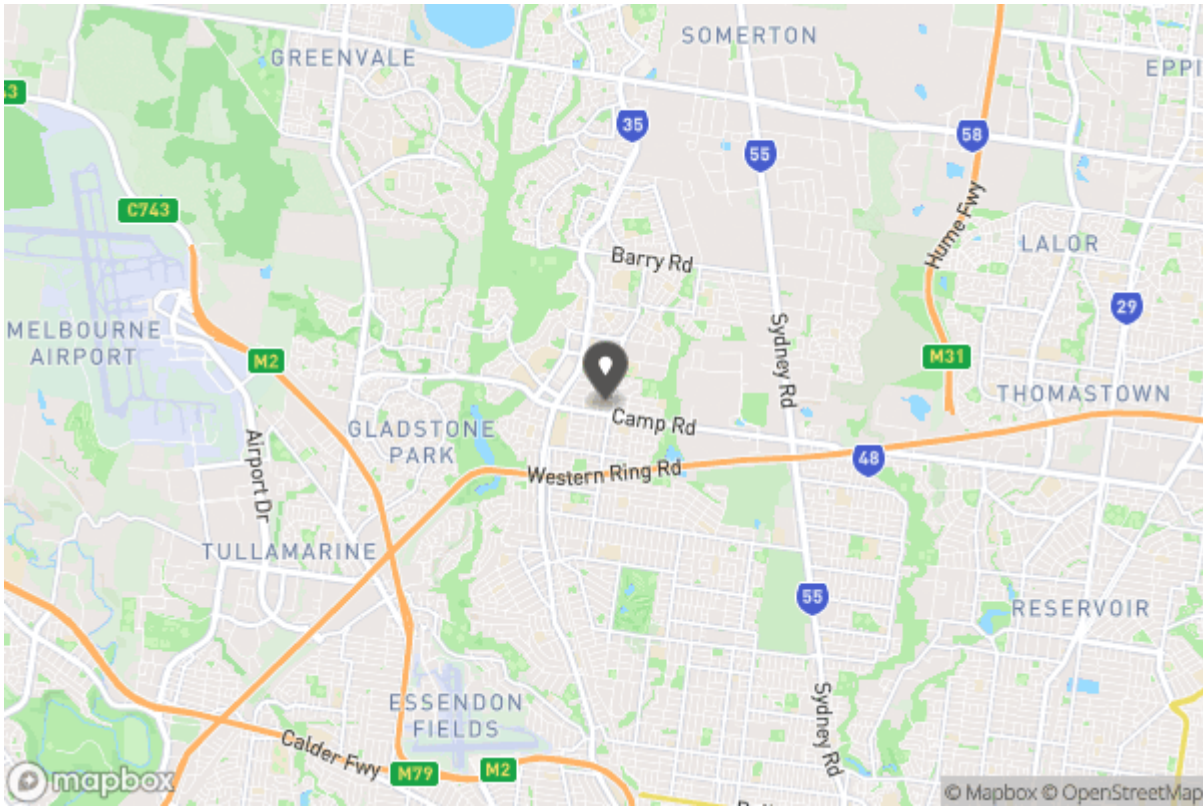 SOMERTON
GREENVALE
EPPI
43
35
58
55
C743
Hume Fwy
LALOR
Barry Rd
29
MELBOURNE
AIRPORT
Sydney Rd
M2
M31
THOMASTOWN
Camp Rd
GLADSTONE
PARK
48
Western Ring Rd
Airport Dr
TULLAMARINE
55
RESERVOIR
ESSENDON
FIELDS
Sydney Rd
Calder Fwy
M79
M2
mapbox
© Mapbox © OpenStreetMap